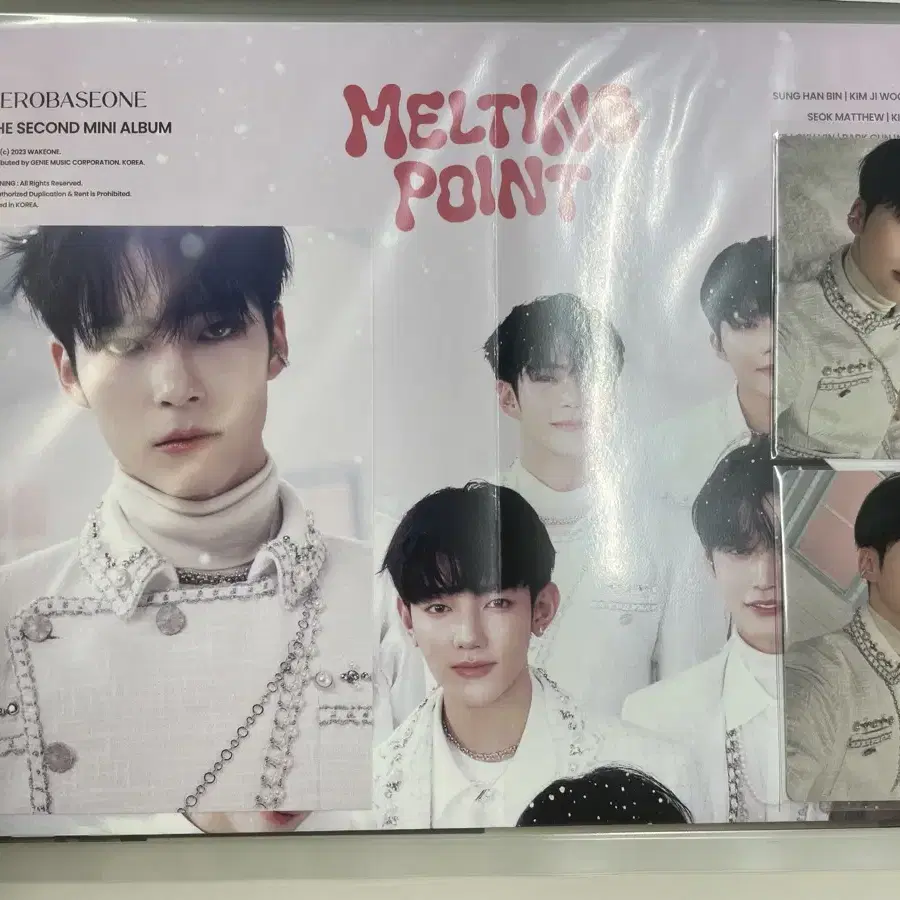 EROBASEONE
HE SECOND MINI ALBUM
(c) 2023 WAKEONE.
buted by GENIE MUSIC CORPORATION. KOREA.
NING : All Rights Reserved.
uthorized Duplication & Rent is Prohibited.
ed in KOREA.
MELTING
POINT
SUNG HAN BIN | KIM JI WOO
SEOK MATTHEW |